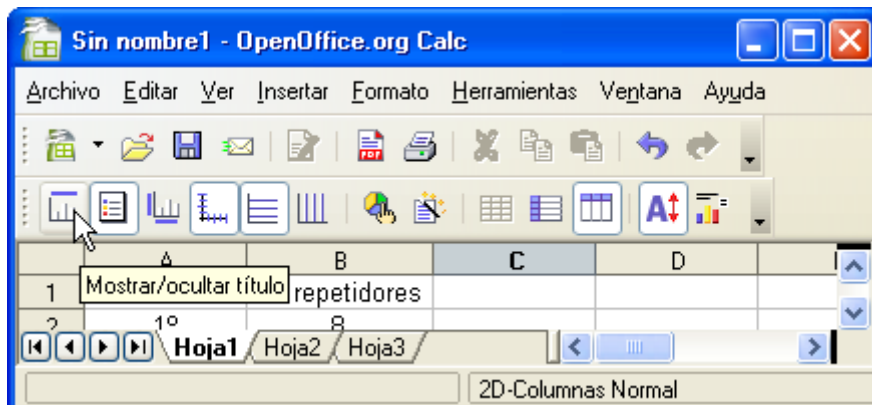 Sin nombre1 - OpenOffice.org Calc
Archivo Editar Ver Insertar Formato Herramientas Ventana Ayuda
PDF
A
A B C D
Mostrar/ocultar título
1 repetidores
2 1º 8
Hoja1 Hoja2 Hoja3
2D-Columnas Normal